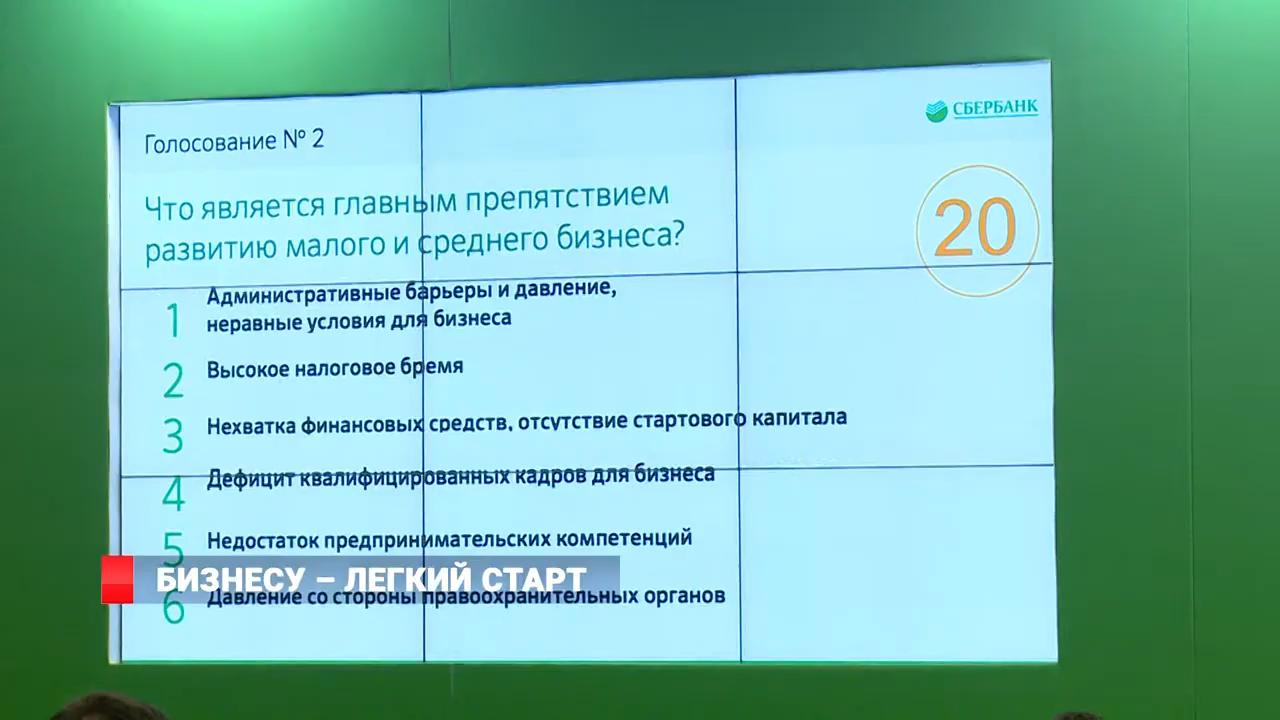 СБЕРБАНК
Голосование № 2
Что является главным препятствием
развитию малого и среднего бизнеса?
20
1 Административные барьеры и давление,
неравные условия для бизнеса
2 Высокое налоговое бремя
3 Нехватка финансовых средств, отсутствие стартового капитала
4 Дефицит квалифицированных кадров для бизнеса
5 Недостаток предпринимательских компетенций
БИЗНЕСУ – ЛЕГКИЙ СТАРТ
6 Давление со стороны правоохранительных органов